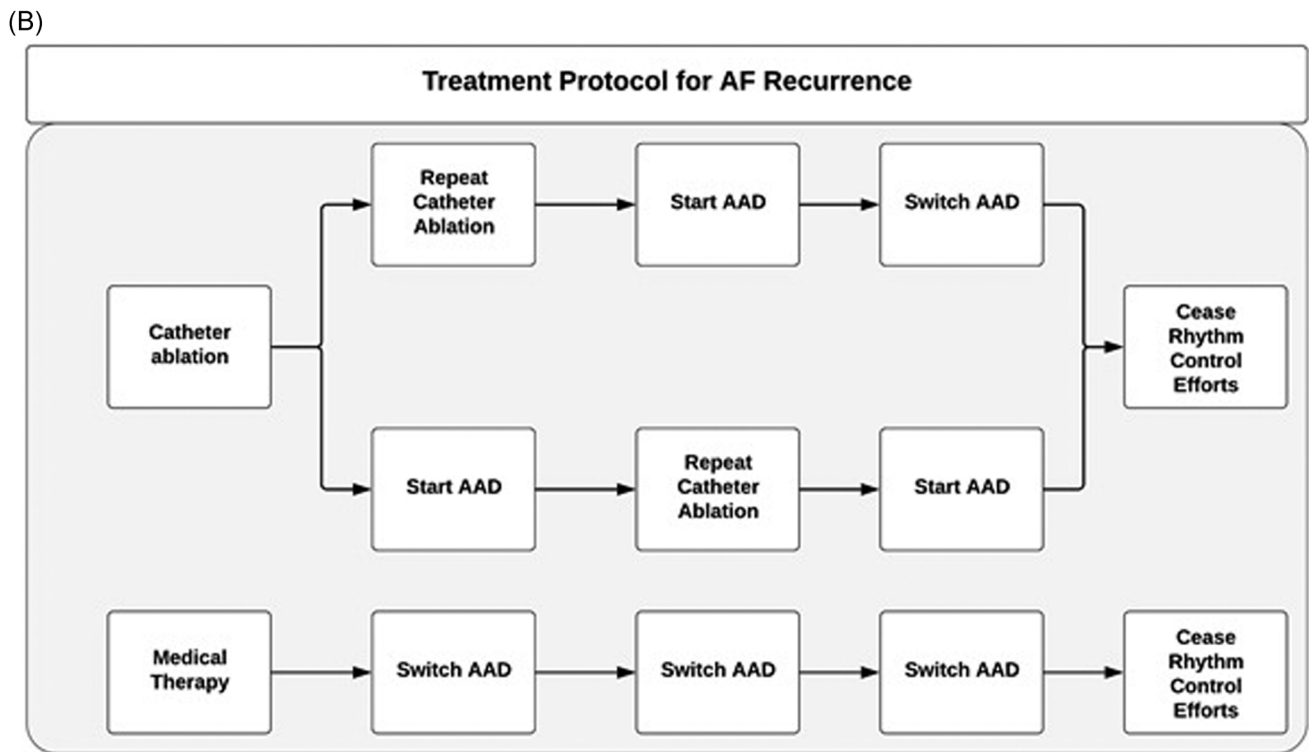 (B)
Treatment Protocol for AF Recurrence
Repeat
Catheter
Ablation
Start AAD
Switch AAD
Catheter
ablation
Cease
Rhythm
Control
Efforts
Start AAD
Repeat
Catheter
Ablation
Start AAD
Medical
Therapy
Switch AAD
Switch AAD
Switch AAD
Cease
Rhythm
Control
Efforts